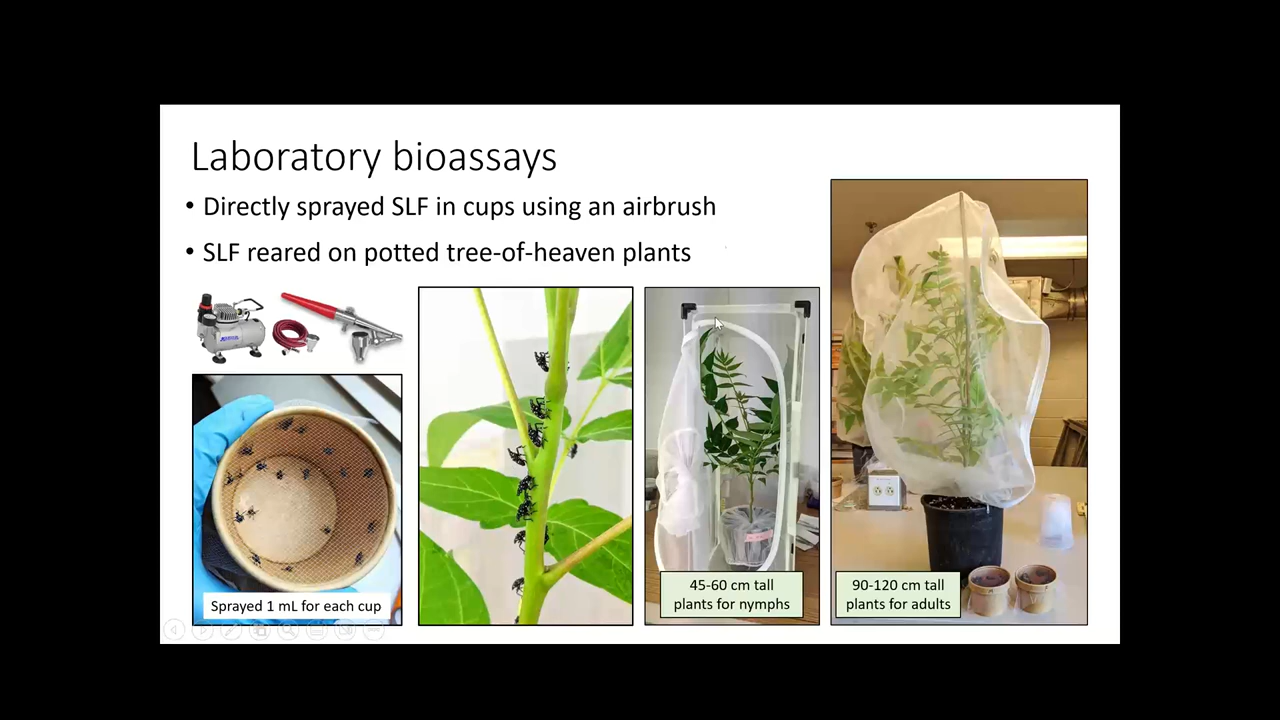 Laboratory bioassays
• Directly sprayed SLF in cups using an airbrush
• SLF reared on potted tree-of-heaven plants
Sprayed 1 mL for each cup
45-60 cm tall
plants for nymphs
90-120 cm tall
plants for adults